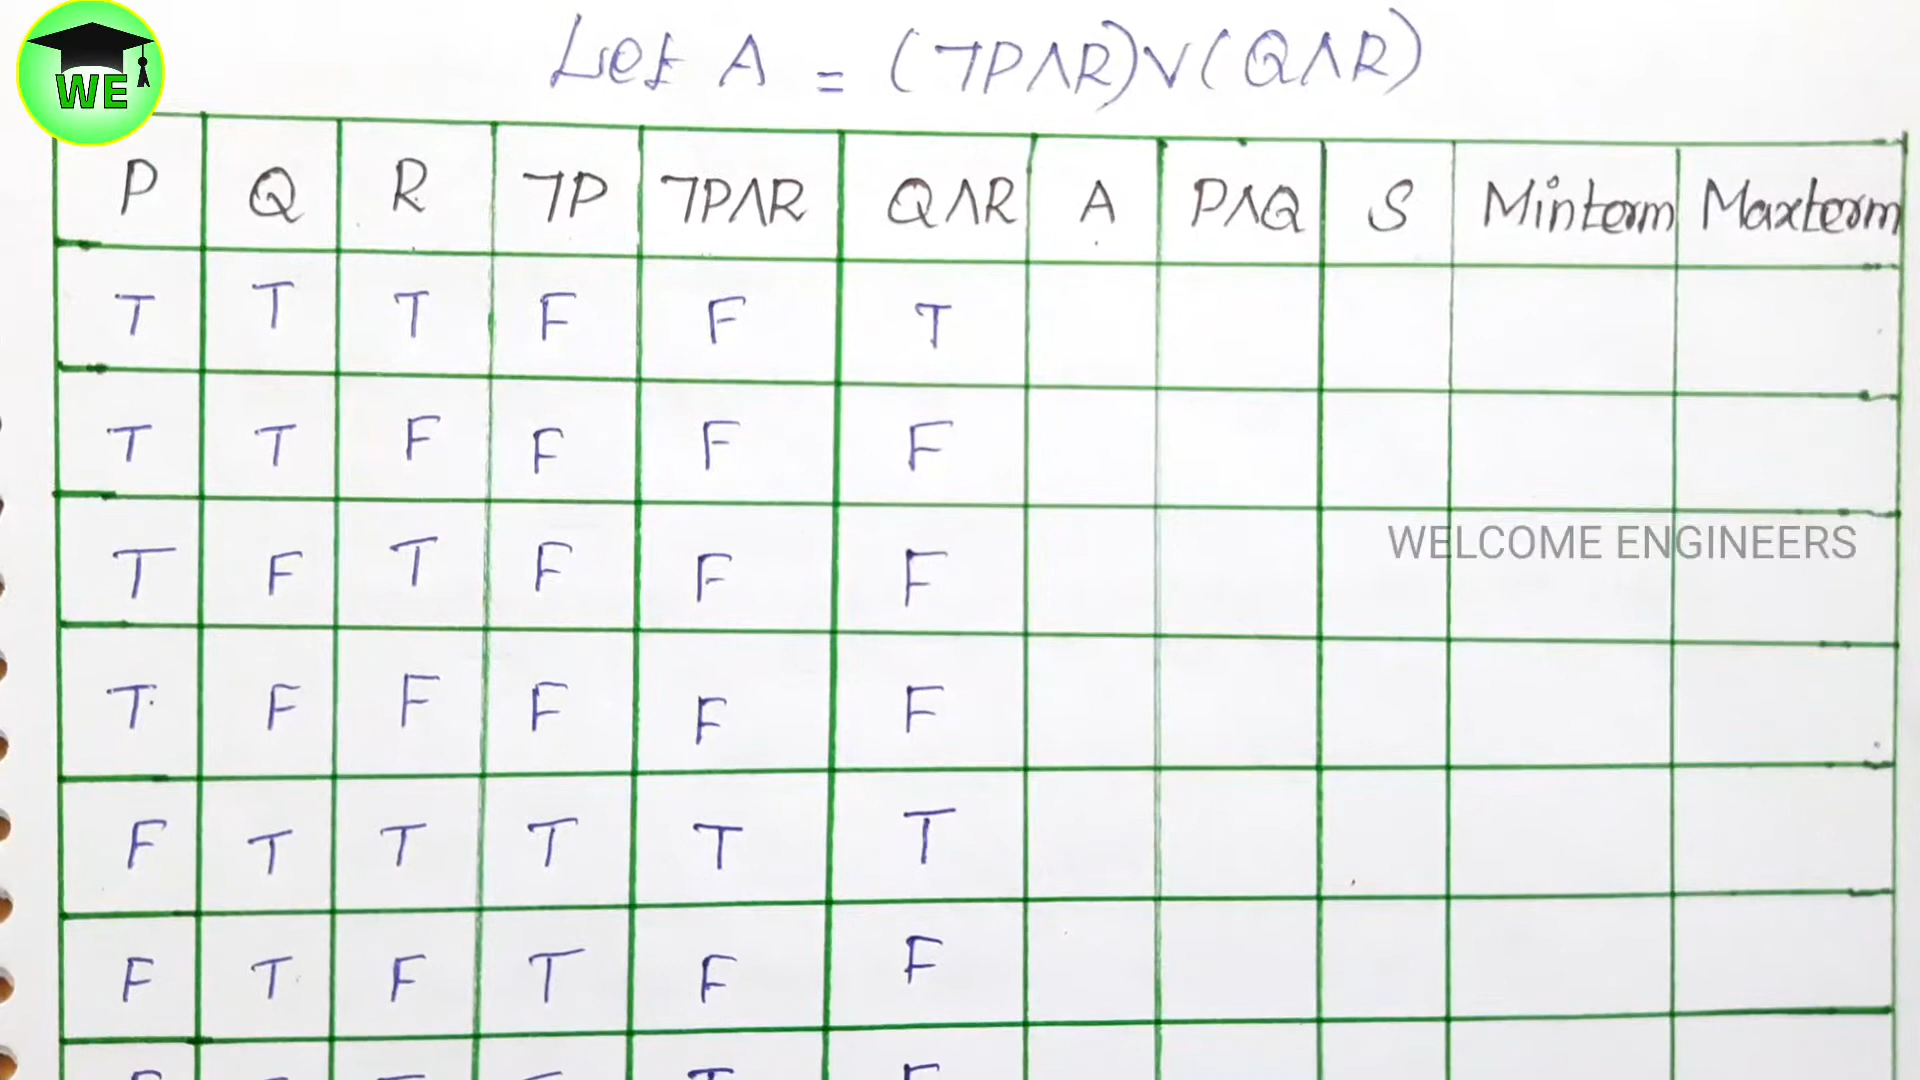 WE
Let A = (¬P∧R)∨(Q∧R)
P Q R ¬P ¬P∧R Q∧R A P∧Q S Minterm Maxterm
T T T F F T
T T F F F F
T F T F F F
WELCOME ENGINEERS
T F F F F F
F T T T T T
F T F T F F